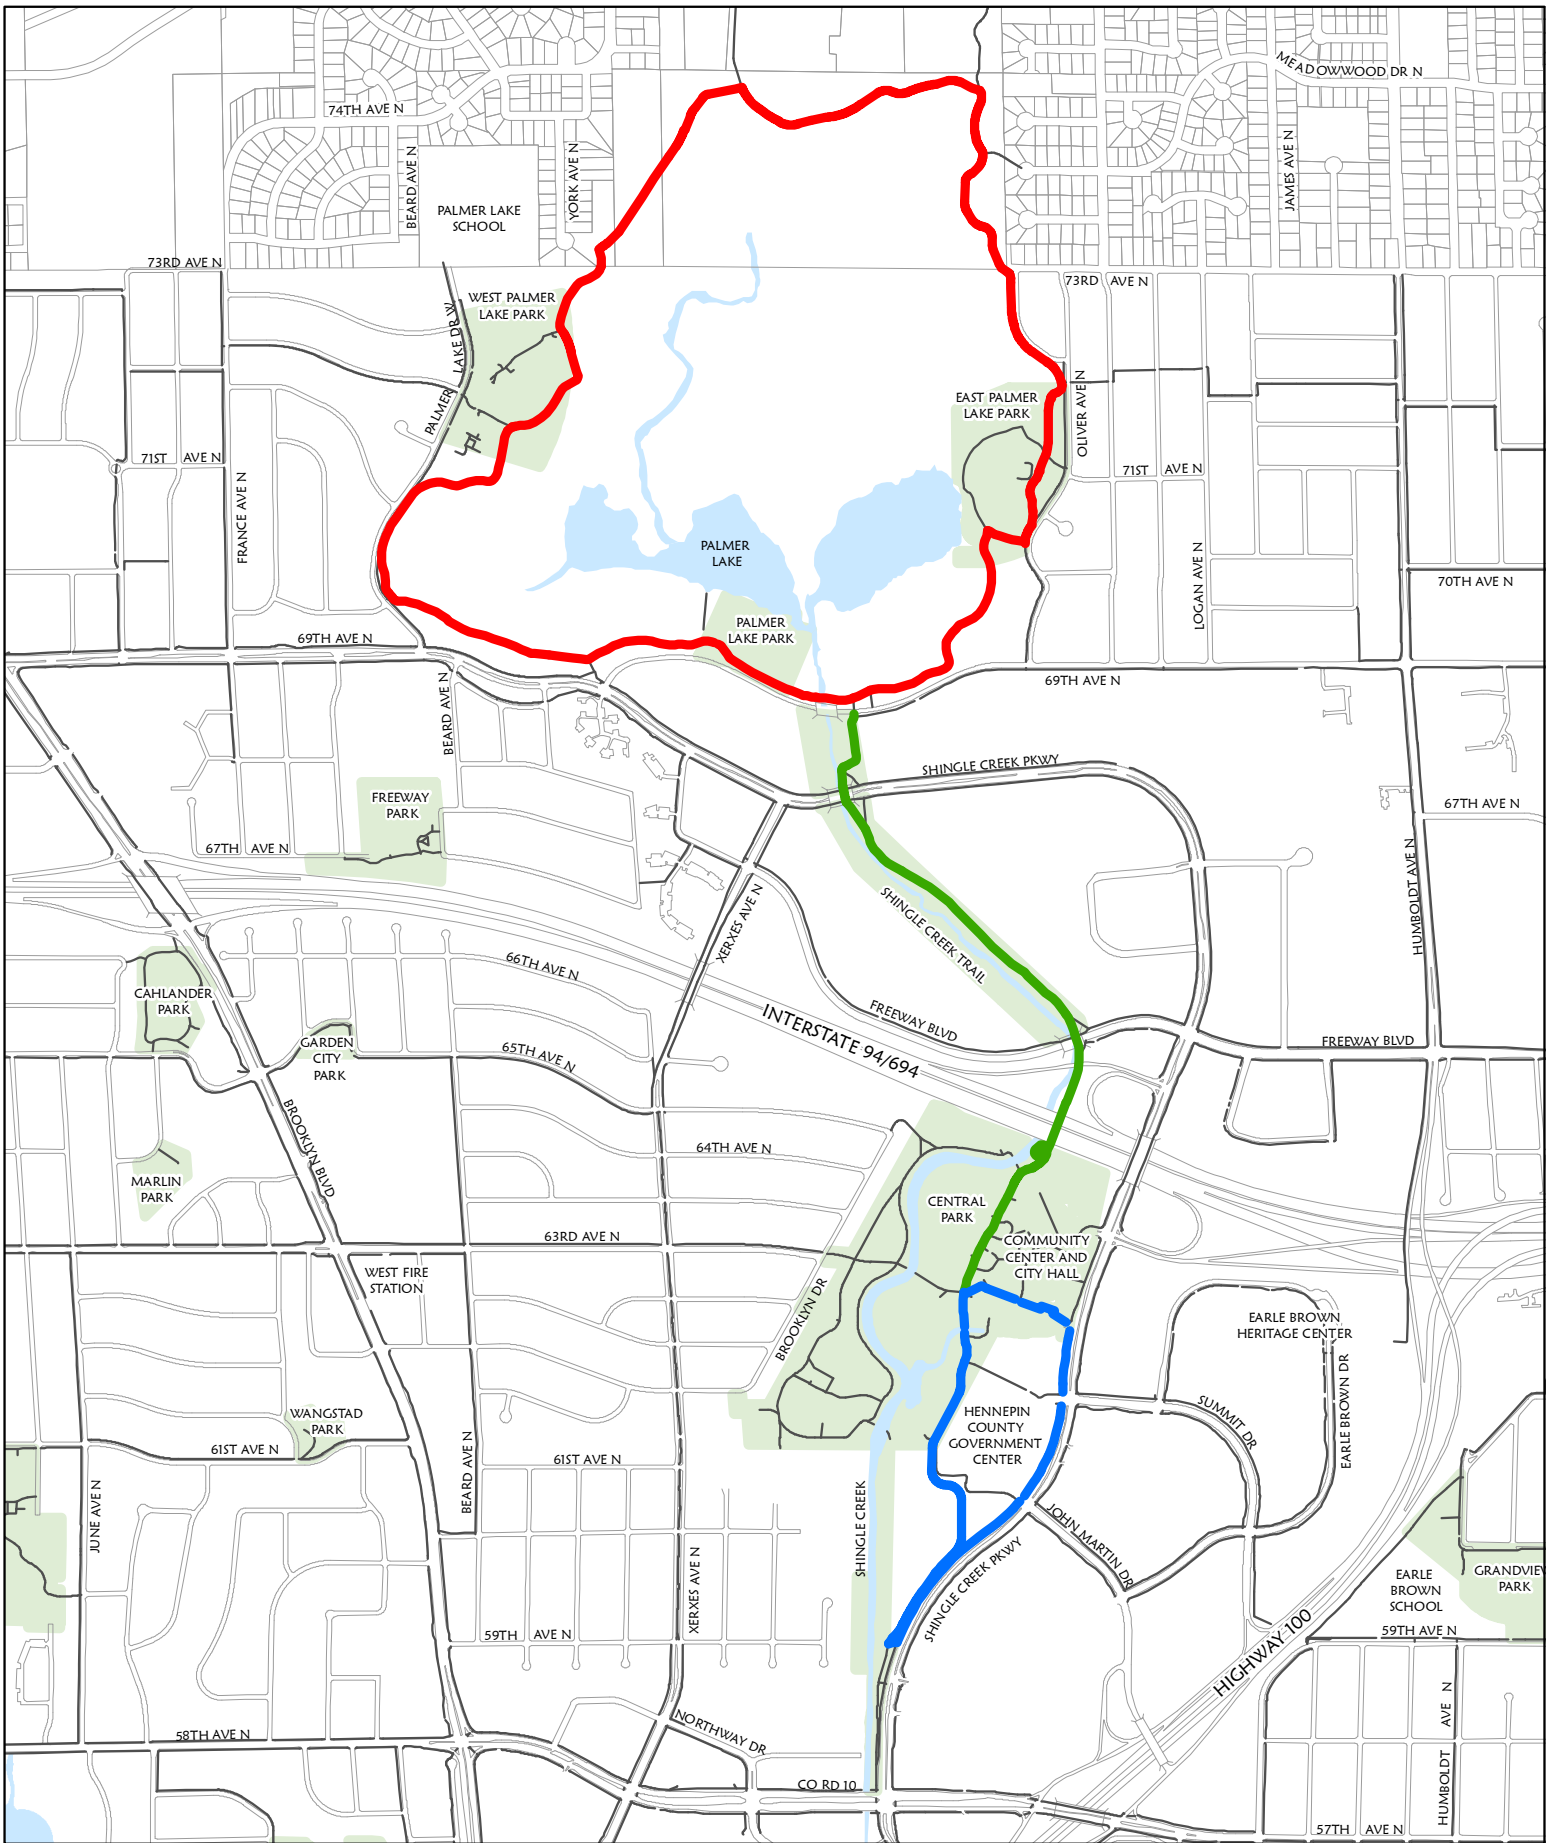 MEADOWWOOD DR N
74TH AVE N
BEARD AVE N
YORK AVE N
JAMES AVE N
PALMER LAKE
SCHOOL
73RD AVE N
73RD AVE N
WEST PALMER
LAKE PARK
PALMER LAKE DR W
EAST PALMER
LAKE PARK
OLIVER AVE N
71ST AVE N
71ST AVE N
FRANCE AVE N
PALMER
LAKE
LOGAN AVE N
70TH AVE N
PALMER
LAKE PARK
69TH AVE N
69TH AVE N
BEARD AVE N
SHINGLE CREEK PKWY
FREEWAY
PARK
67TH AVE N
67TH AVE N
HUMBOLDT AVE N
SHINGLE CREEK TRAIL
XERXES AVE N
66TH AVE N
CAHLANDER
PARK
INTERSTATE 94/694
FREEWAY BLVD
FREEWAY BLVD
GARDEN
CITY
PARK
65TH AVE N
BROOKLYN BLVD
64TH AVE N
MARLIN
PARK
CENTRAL
PARK
63RD AVE N
COMMUNITY
CENTER AND
CITY HALL
WEST FIRE
STATION
BROOKLYN DR
EARLE BROWN
HERITAGE CENTER
EARLE BROWN DR
SUMMIT DR
WANGSTAD
PARK
HENNEPIN
COUNTY
GOVERNMENT
CENTER
61ST AVE N
61ST AVE N
BEARD AVE N
JUNE AVE N
SHINGLE CREEK
JOHN MARTIN DR
XERXES AVE N
SHINGLE CREEK PKWY
EARLE
BROWN
SCHOOL
GRANDVIEW
PARK
59TH AVE N
59TH AVE N
HIGHWAY 100
58TH AVE N
NORTHWAY DR
CO RD 10
HUMBOLDT AVE N
57TH AVE N